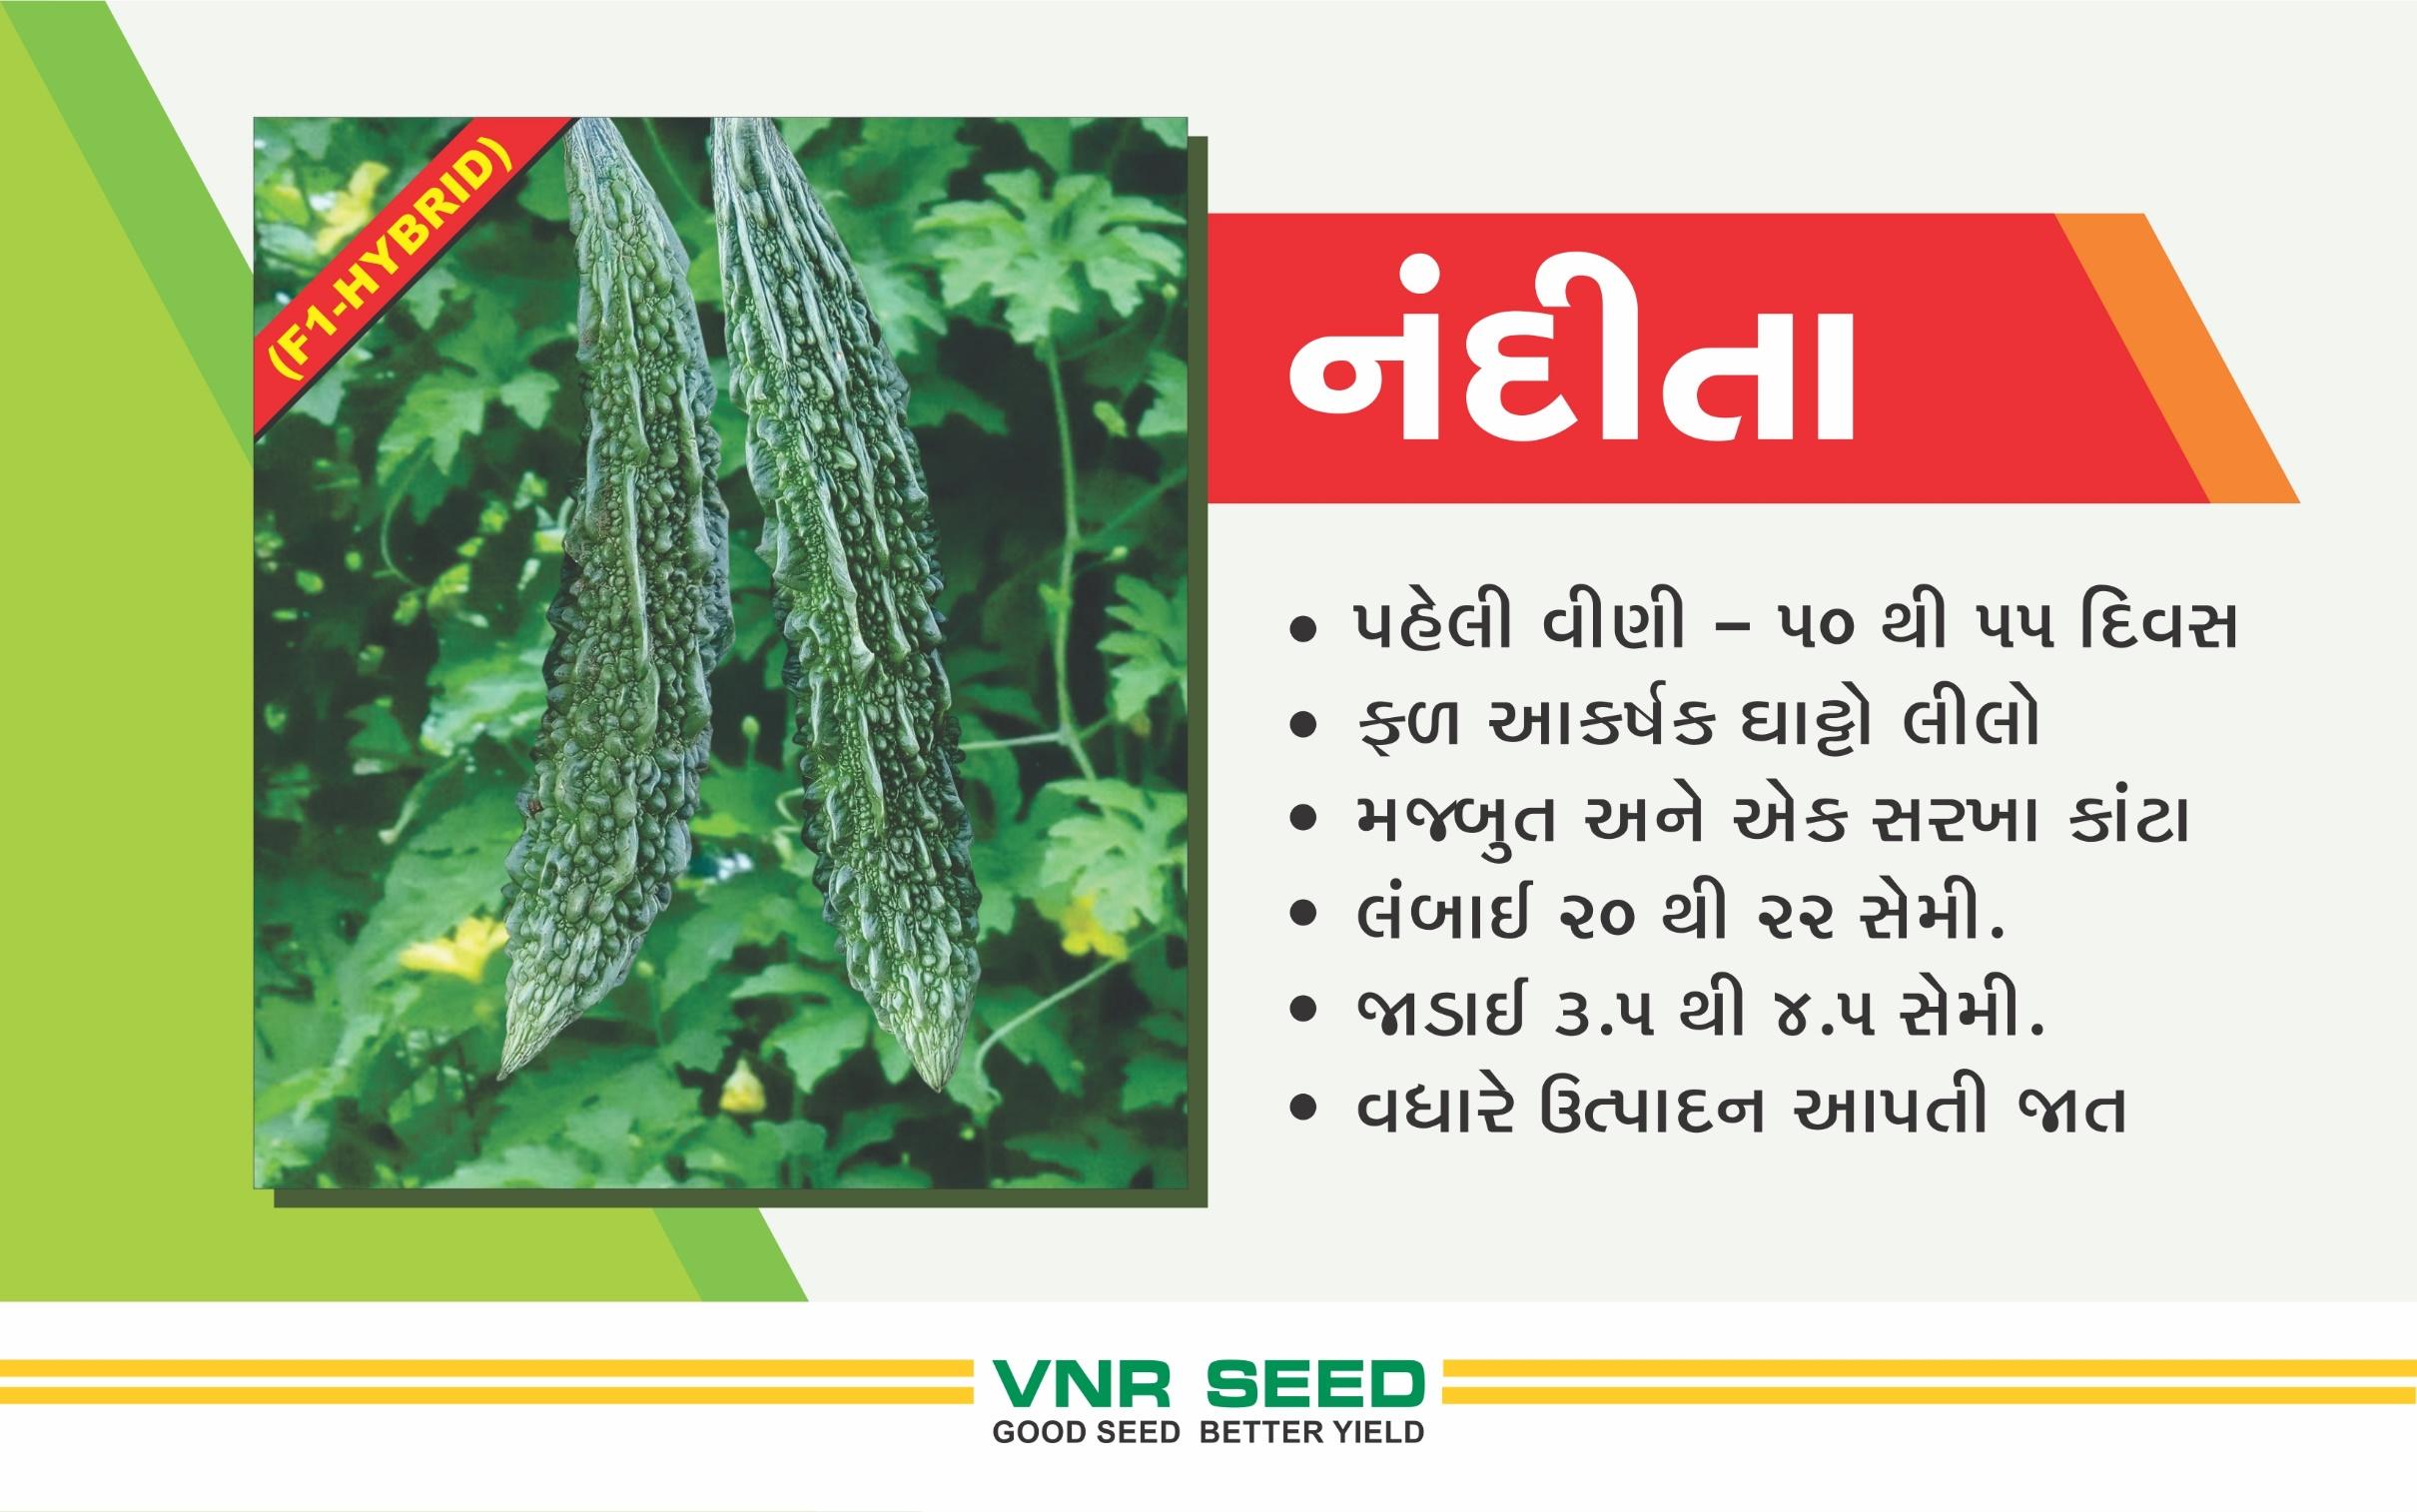 (F1-HYBRID)
નંદીતા
• પહેલી વીણી – ૫૦ થી ૫૫ દિવસ
• ફળ આકર્ષક ઘાટ્ટો લીલો
• મજબુત અને એક સરખા કાંટા
• લંબાઈ ૨૦ થી ૨૨ સેમી.
• જાડાઈ ૩.૫ થી ૪.૫ સેમી.
• વધારે ઉત્પાદન આપતી જાત
VNR SEED
GOOD SEED BETTER YIELD